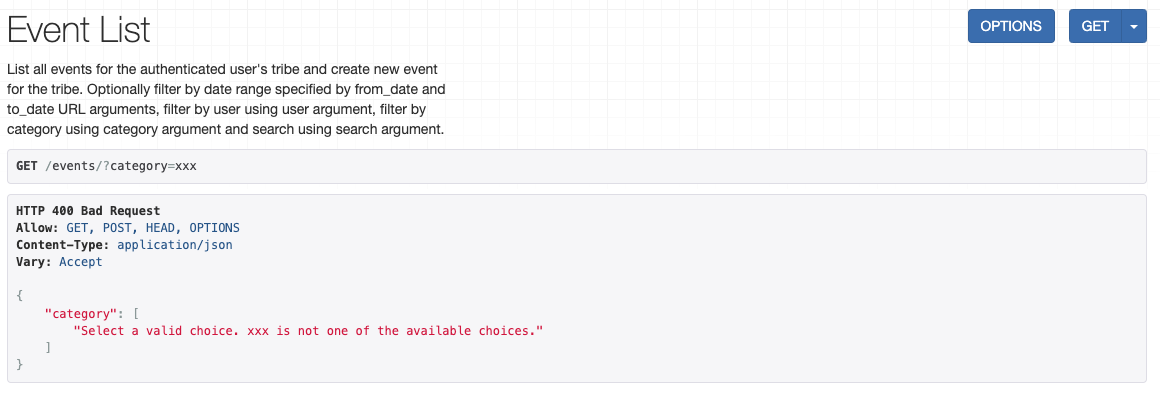 Event List
OPTIONS
GET
List all events for the authenticated user's tribe and create new event
for the tribe. Optionally filter by date range specified by from_date and
to_date URL arguments, filter by user using user argument, filter by
category using category argument and search using search argument.
GET /events/?category=xxx
HTTP 400 Bad Request
Allow: GET, POST, HEAD, OPTIONS
Content-Type: application/json
Vary: Accept
{
    "category": [
        "Select a valid choice. xxx is not one of the available choices."
    ]
}